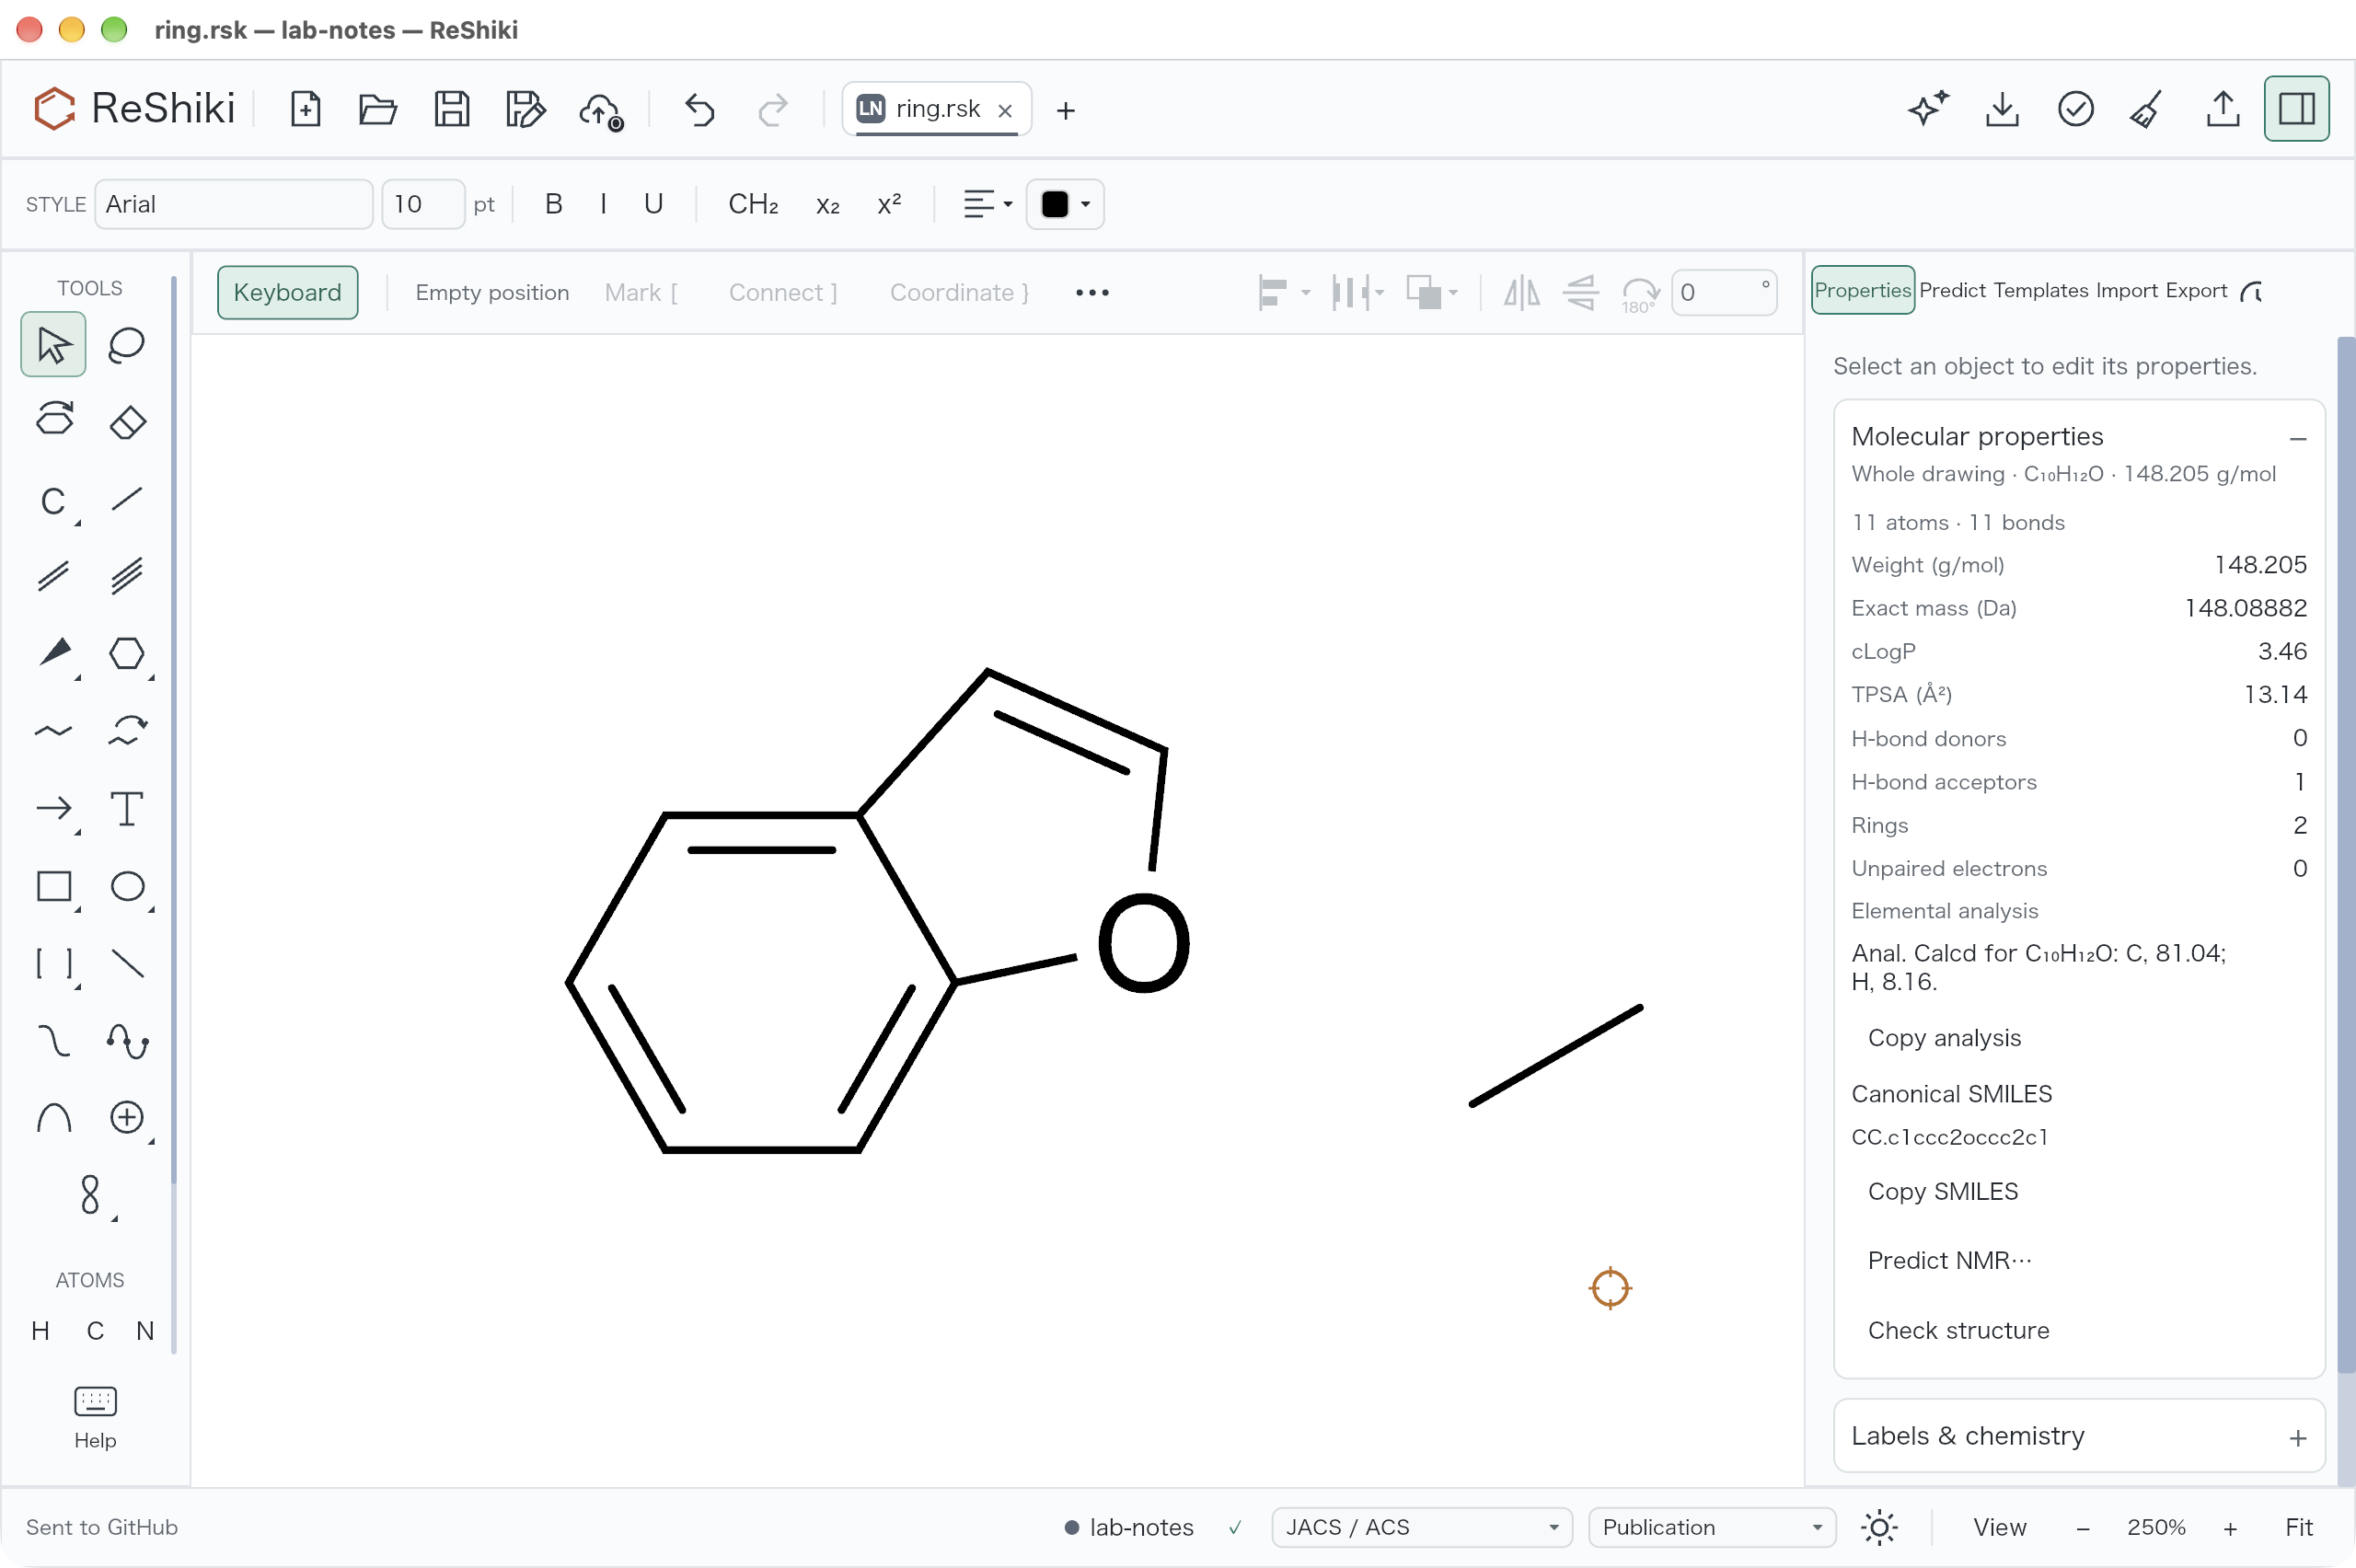 ring.rsk — lab-notes — ReShiki
ReShiki
LN ring.rsk × +
STYLE Arial 10 pt B I U CH₂ x₂ x²
TOOLS
Keyboard Empty position Mark [ Connect ] Coordinate } ••• 180° 0 °
Properties Predict Templates Import Export
Select an object to edit its properties.
Molecular properties −
Whole drawing · C₁₀H₁₂O · 148.205 g/mol
11 atoms · 11 bonds
Weight (g/mol) 148.205
Exact mass (Da) 148.08882
cLogP 3.46
TPSA (Å²) 13.14
H-bond donors 0
H-bond acceptors 1
Rings 2
Unpaired electrons 0
Elemental analysis
Anal. Calcd for C₁₀H₁₂O: C, 81.04;
H, 8.16.
Copy analysis
Canonical SMILES
CC.c1ccc2occc2c1
Copy SMILES
Predict NMR…
Check structure
Labels & chemistry +
C
T
[ ]
O
ATOMS
H C N
Help
Sent to GitHub lab-notes ✓ JACS / ACS Publication View − 250% + Fit